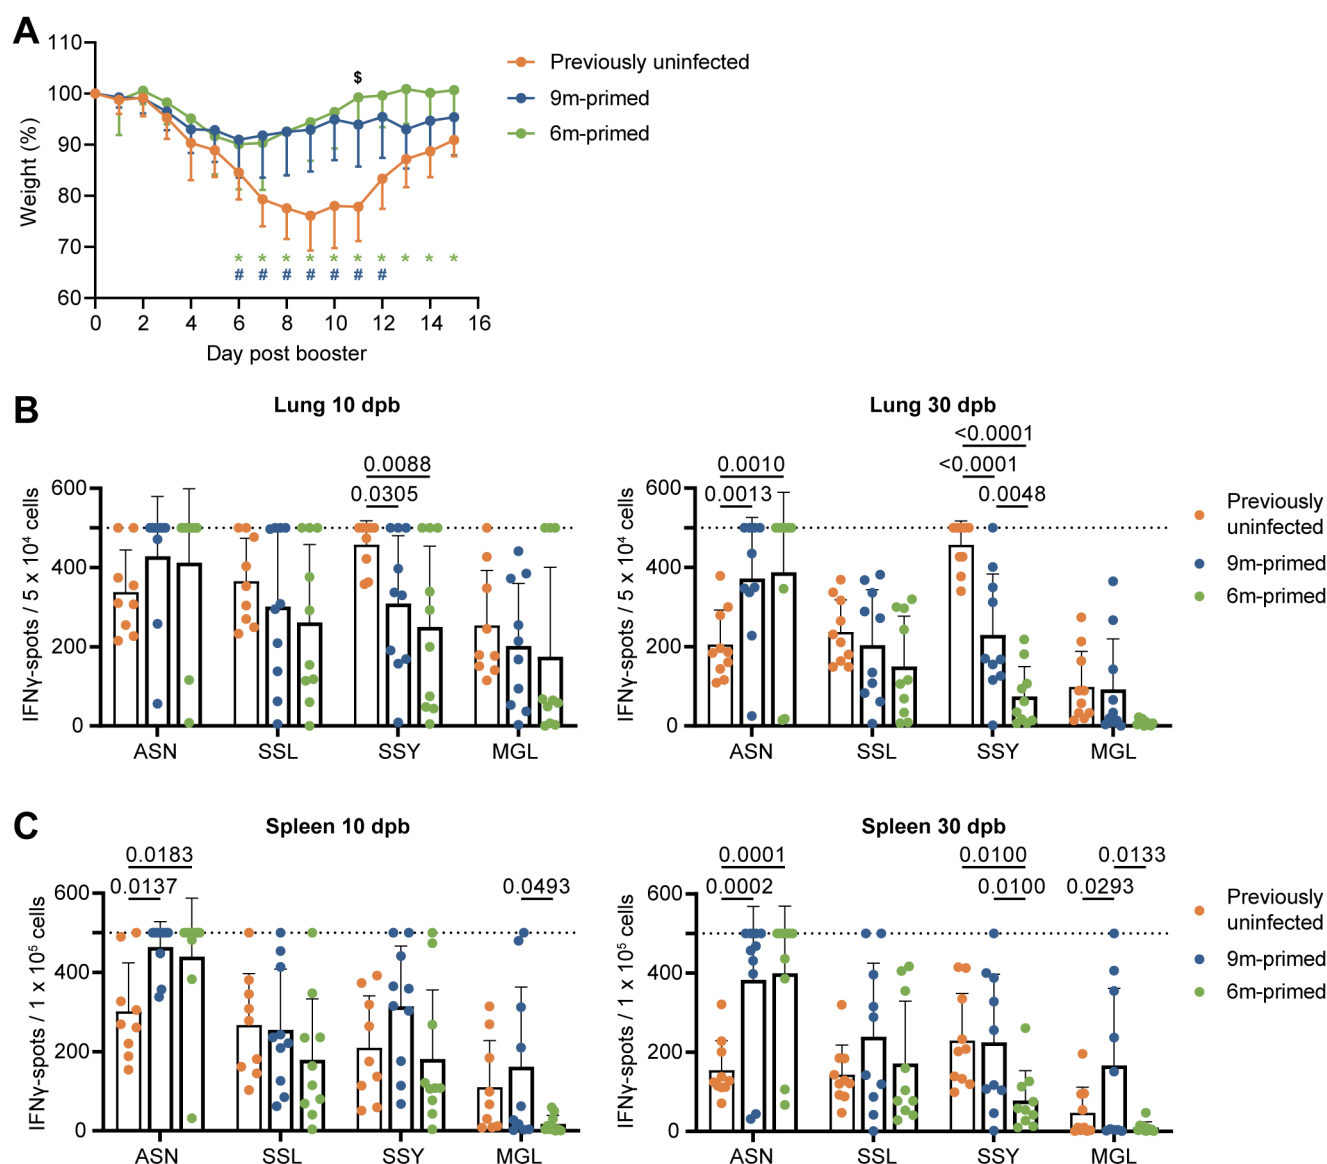 A
110
100
90
80
70
60
Weight (%)
$
* * * * * * * * * *
# # # # # # #
0 2 4 6 8 10 12 14 16
Day post booster
Previously uninfected
9m-primed
6m-primed
B
Lung 10 dpb
0.0088
0.0305
600
400
200
0
IFNγ-spots / 5 x 10⁴ cells
ASN SSL SSY MGL
Lung 30 dpb
<0.0001
0.0010 <0.0001
0.0013 0.0048
600
400
200
0
IFNγ-spots / 5 x 10⁴ cells
ASN SSL SSY MGL
Previously
uninfected
9m-primed
6m-primed
C
Spleen 10 dpb
0.0183
0.0137 0.0493
600
400
200
0
IFNγ-spots / 1 x 10⁵ cells
ASN SSL SSY MGL
Spleen 30 dpb
0.0001 0.0100 0.0133
0.0002 0.0100 0.0293
600
400
200
0
IFNγ-spots / 1 x 10⁵ cells
ASN SSL SSY MGL
Previously
uninfected
9m-primed
6m-primed